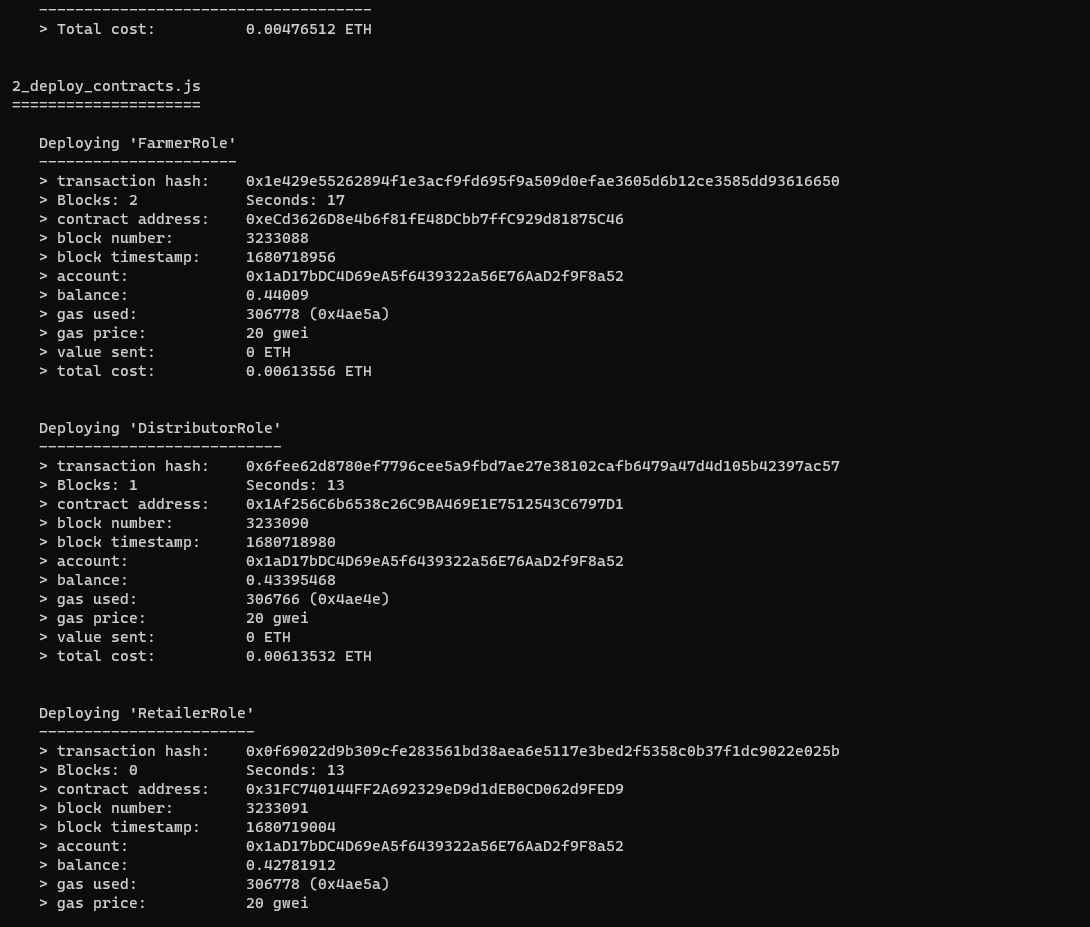 -------------------------------------
> Total cost:          0.00476512 ETH
2_deploy_contracts.js
=====================
Deploying 'FarmerRole'
----------------------
> transaction hash:    0x1e429e55262894f1e3acf9fd695f9a509d0efae3605d6b12ce3585dd93616650
> Blocks: 2            Seconds: 17
> contract address:    0xeCd3626D8e4b6f81fE48DCbb7ffC929d81875C46
> block number:        3233088
> block timestamp:     1680718956
> account:             0x1aD17bDC4D69eA5f6439322a56E76AaD2f9F8a52
> balance:             0.44009
> gas used:            306778 (0x4ae5a)
> gas price:           20 gwei
> value sent:          0 ETH
> total cost:          0.00613556 ETH
Deploying 'DistributorRole'
---------------------------
> transaction hash:    0x6fee62d8780ef7796cee5a9fbd7ae27e38102cafb6479a47d4d105b42397ac57
> Blocks: 1            Seconds: 13
> contract address:    0x1Af256C6b6538c26C9BA469E1E7512543C6797D1
> block number:        3233090
> block timestamp:     1680718980
> account:             0x1aD17bDC4D69eA5f6439322a56E76AaD2f9F8a52
> balance:             0.43395468
> gas used:            306766 (0x4ae4e)
> gas price:           20 gwei
> value sent:          0 ETH
> total cost:          0.00613532 ETH
Deploying 'RetailerRole'
------------------------
> transaction hash:    0x0f69022d9b309cfe283561bd38aea6e5117e3bed2f5358c0b37f1dc9022e025b
> Blocks: 0            Seconds: 13
> contract address:    0x31FC740144FF2A692329eD9d1dEB0CD062d9FED9
> block number:        3233091
> block timestamp:     1680719004
> account:             0x1aD17bDC4D69eA5f6439322a56E76AaD2f9F8a52
> balance:             0.42781912
> gas used:            306778 (0x4ae5a)
> gas price:           20 gwei